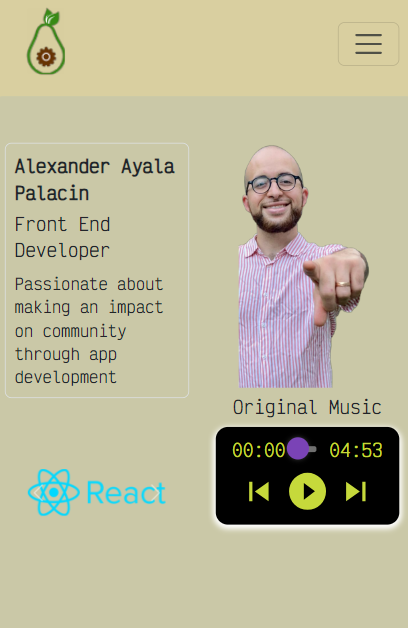 Alexander Ayala
Palacin
Front End
Developer
Passionate about
making an impact
on community
through app
development
Original Music
00:00 04:53
React